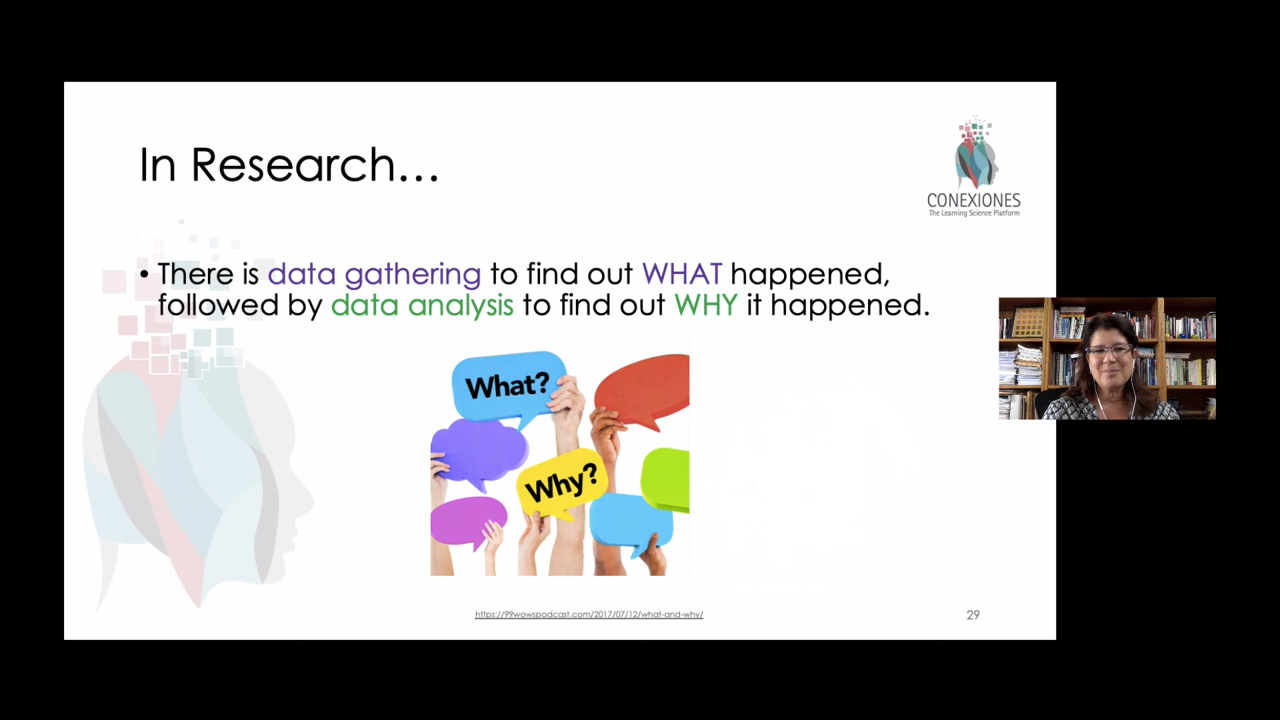 In Research…
CONEXIONES
The Learning Science Platform
• There is data gathering to find out WHAT happened,
followed by data analysis to find out WHY it happened.
What?
Why?
https://99wowspodcast.com/2017/07/12/what-and-why/
29